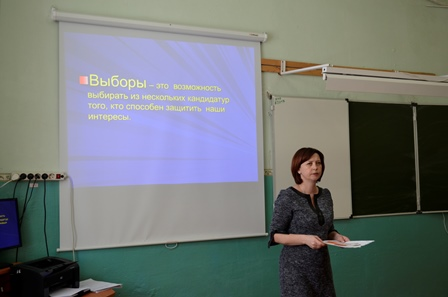 Выборы – это возможность
выбирать из нескольких кандидатур
того, кто способен защитить наши
интересы.